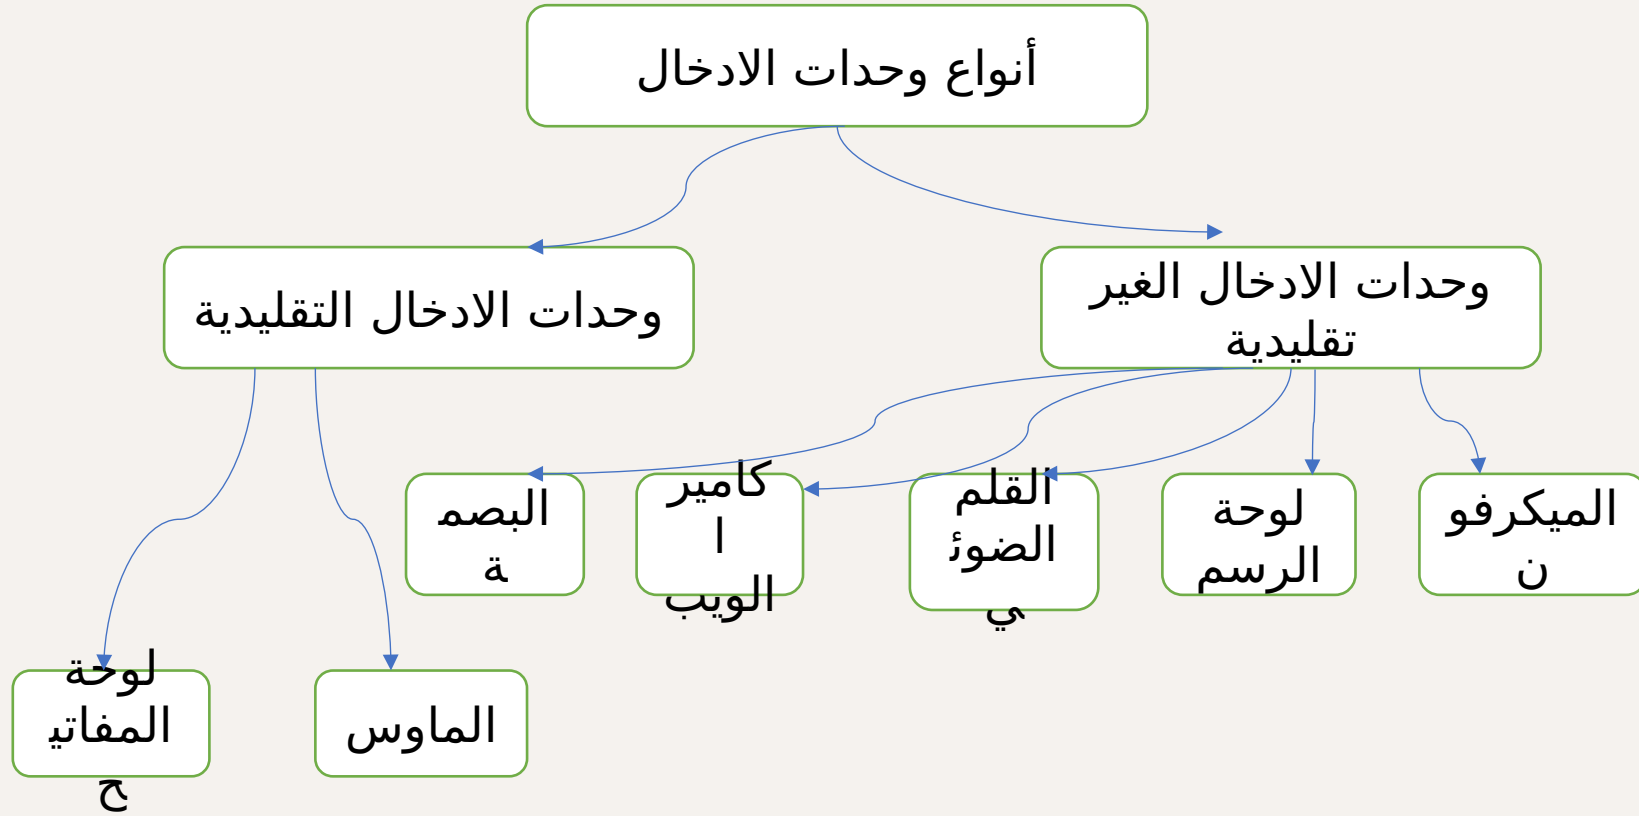 أنواع وحدات الادخال
وحدات الادخال الغير
تقليدية
وحدات الادخال التقليدية
الميكرفو
ن
لوحة
الرسم
القلم
الضوئ
ي
كامير
ا
الويب
البصم
ة
الماوس
لوحة
المفاتي
ح